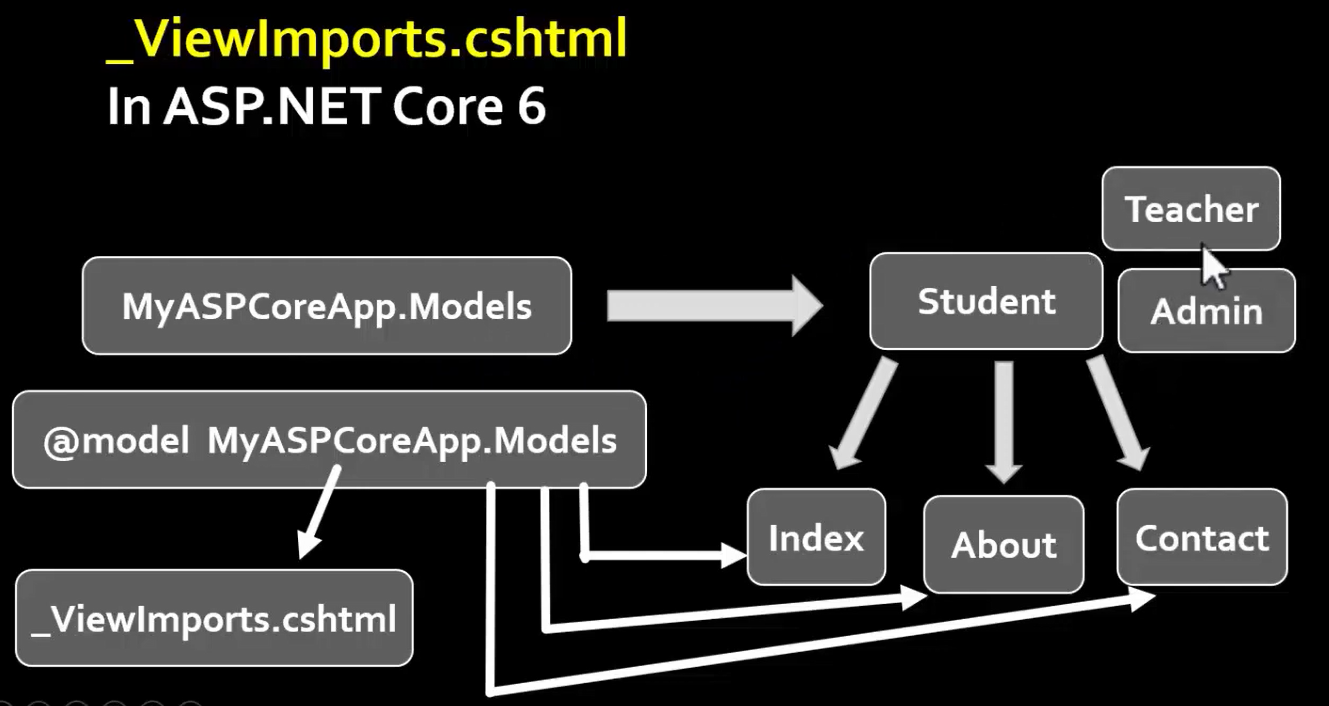 _ViewImports.cshtml
In ASP.NET Core 6
Teacher
MyASPCoreApp.Models
Student
Admin
@model MyASPCoreApp.Models
Index
About
Contact
_ViewImports.cshtml